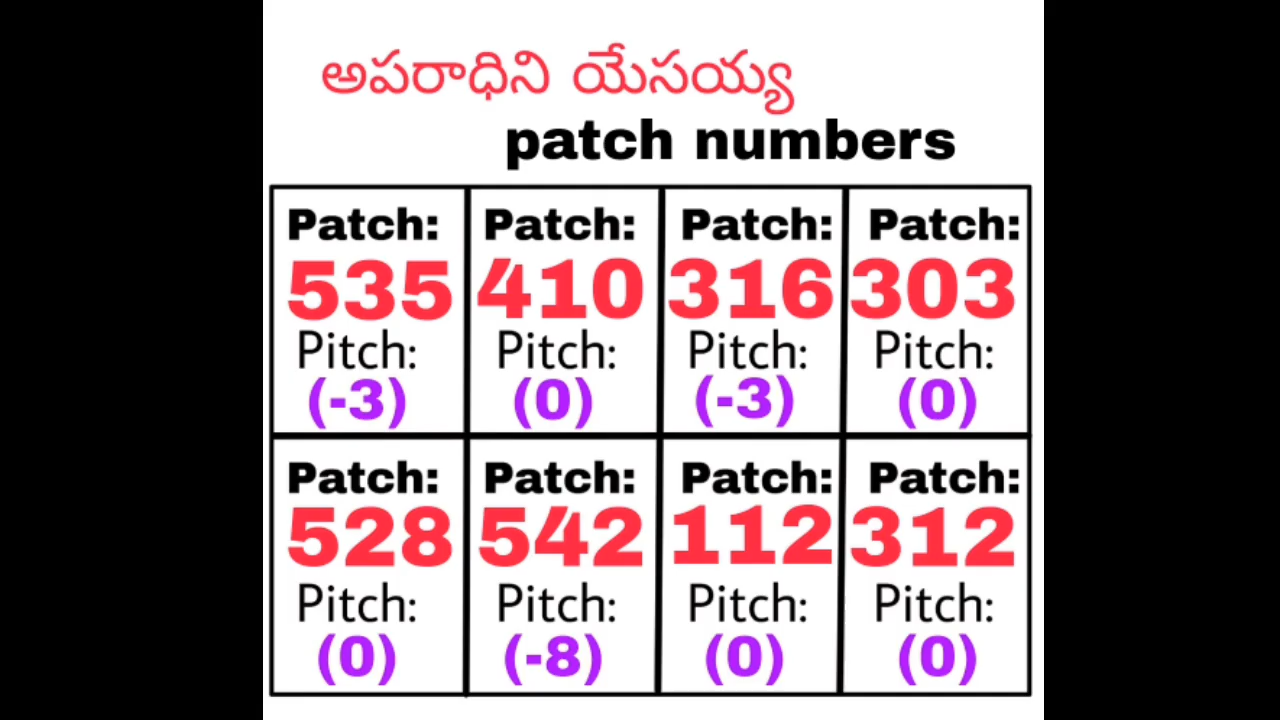 అపరాధిని యేసయ్య
patch numbers
Patch: Patch: Patch: Patch:
535 410 316 303
Pitch: Pitch: Pitch: Pitch:
(-3) (0) (-3) (0)
Patch: Patch: Patch: Patch:
528 542 112 312
Pitch: Pitch: Pitch: Pitch:
(0) (-8) (0) (0)